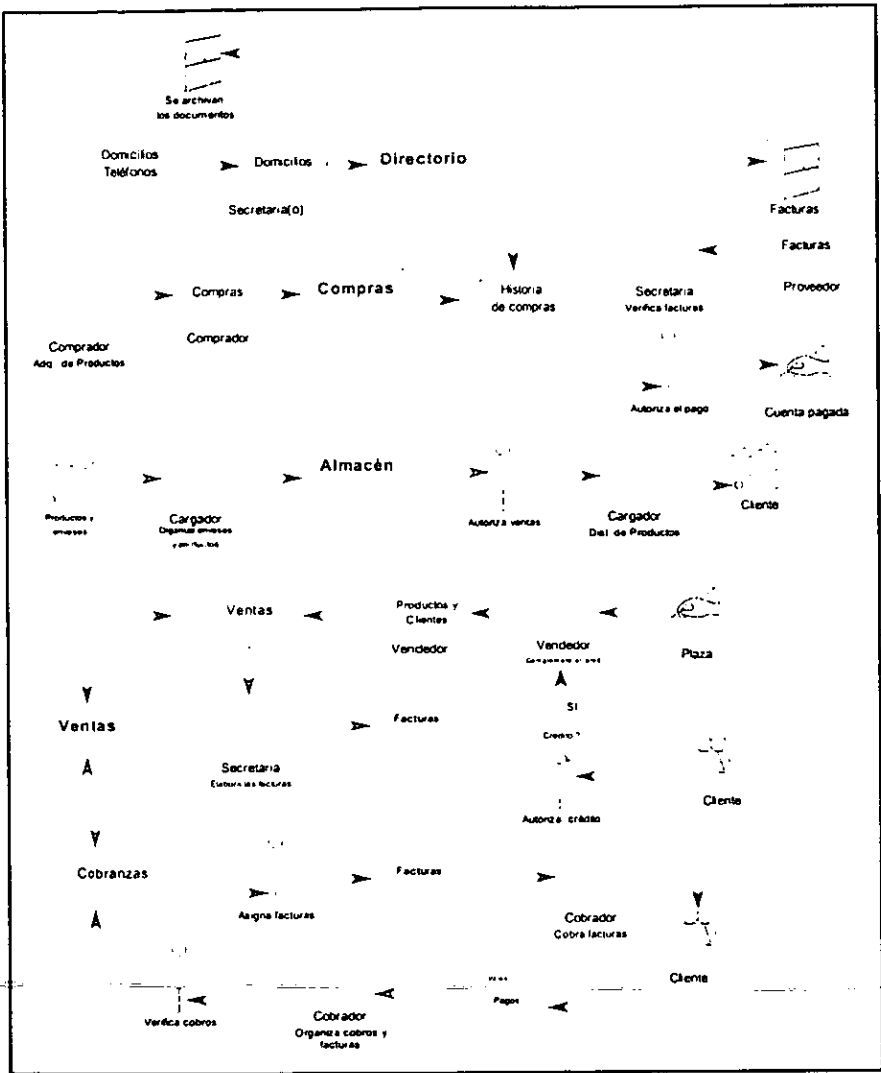 Se archivan
los documentos
Domicilios
Teléfonos
Domicilios
Directorio
Secretaria(o)
Facturas
Facturas
Compras
Compras
Historia
de compras
Secretaria
Verifica facturas
Proveedor
Comprador
Comprador
Adq. de Productos
Autoriza el pago
Cuenta pagada
Almacén
Productos y
envases
Cargador
Organiza envases
y productos
Autoriza ventas
Cargador
Dist. de Productos
Cliente
Ventas
Productos y
Clientes
Vendedor
Vendedor
Plaza
Ventas
Facturas
SI
Crédito ?
Secretaria
Elabora las facturas
Autoriza crédito
Cliente
Cobranzas
Facturas
Asigna facturas
Cobrador
Cobra facturas
Cliente
Pagos
Verifica cobros
Cobrador
Organiza cobros y
facturas